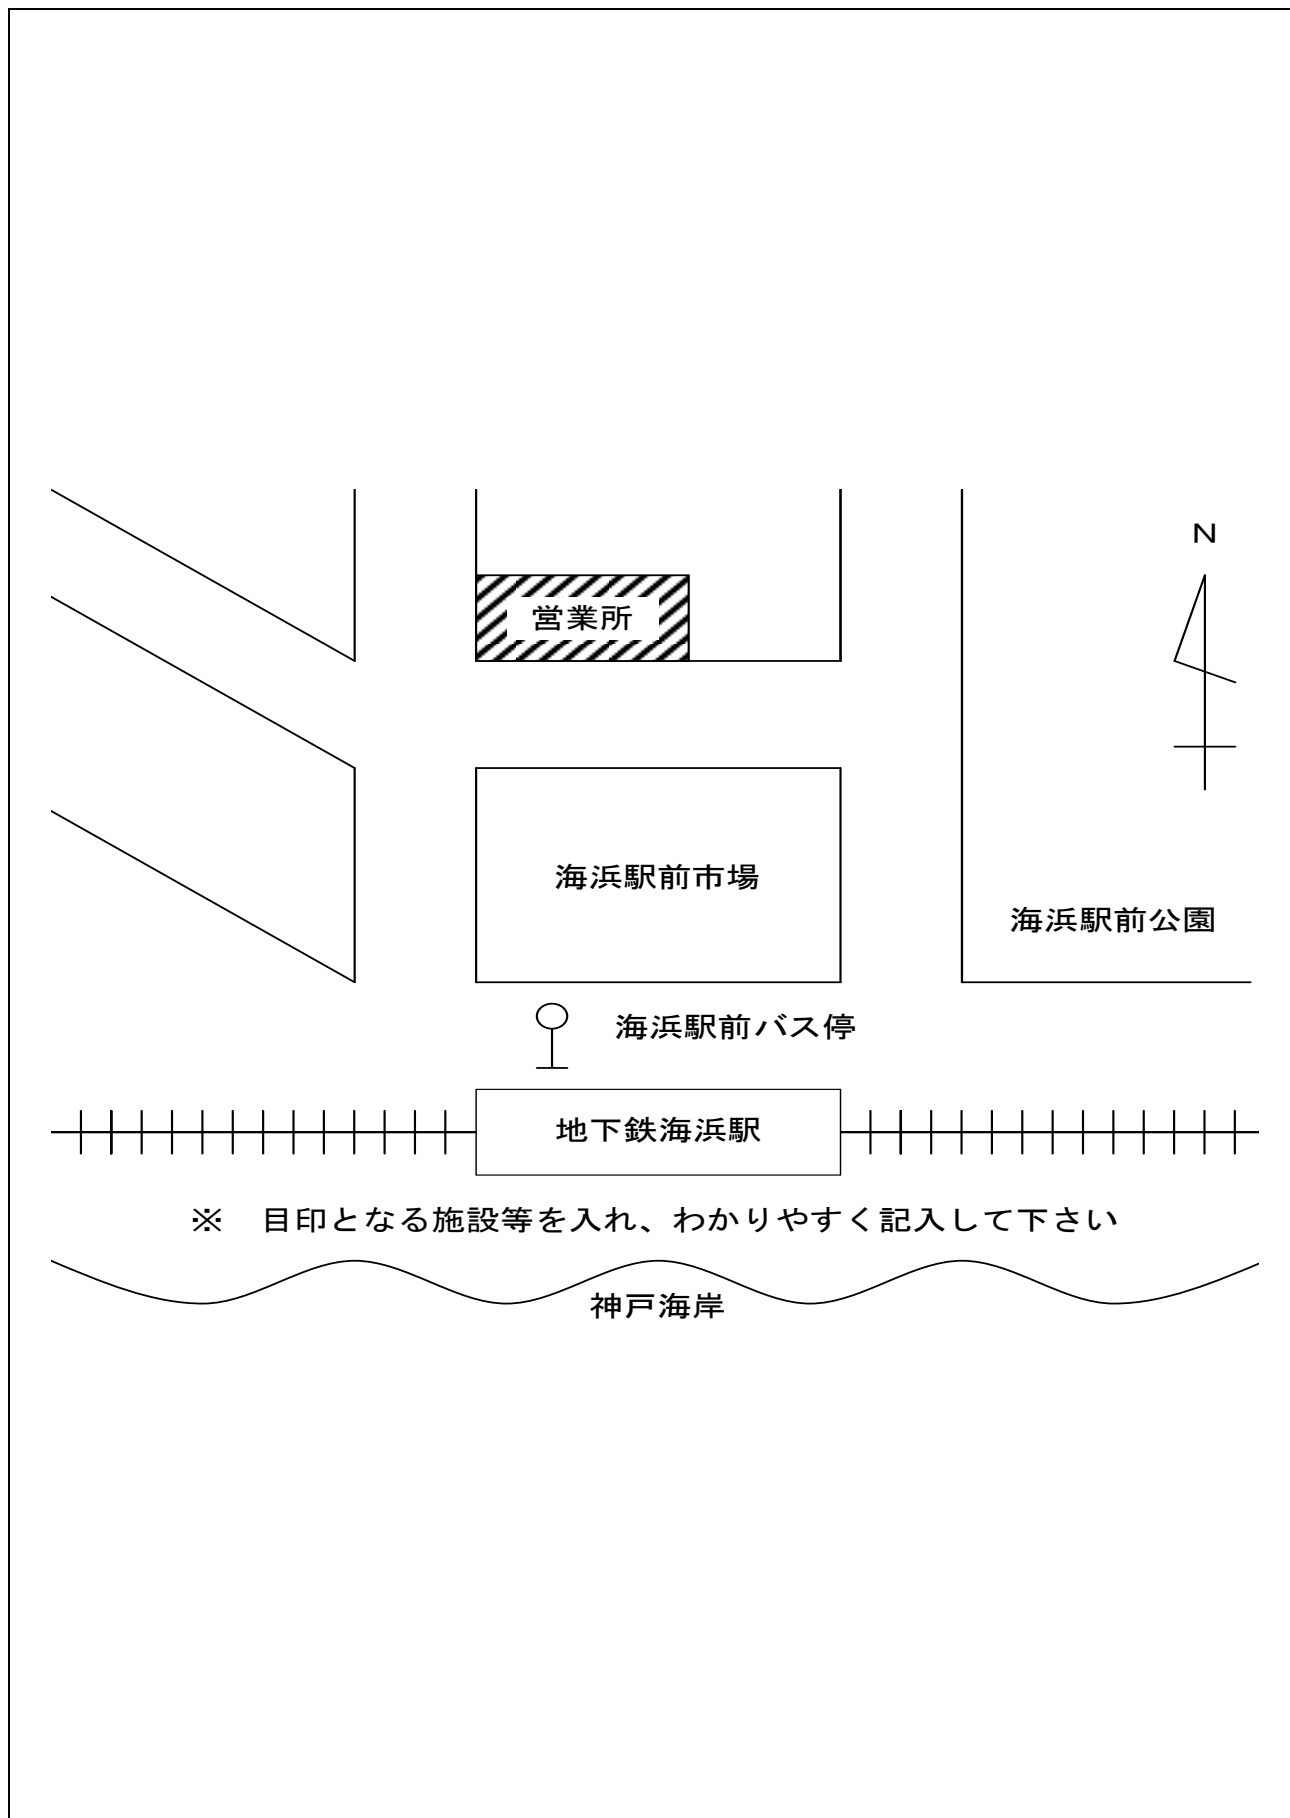 N
営業所
海浜駅前市場
海浜駅前公園
海浜駅前バス停
地下鉄海浜駅
※　目印となる施設等を入れ、わかりやすく記入して下さい
神戸海岸